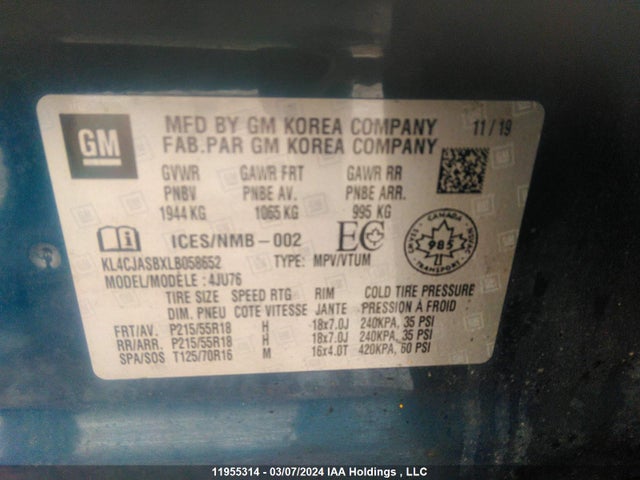 GM
MFD BY GM KOREA COMPANY 11/19
FAB.PAR GM KOREA COMPANY
GVWR GAWR FRT GAWR RR
PNBV PNBE AV. PNBE ARR.
1944 KG 1065 KG 995 KG
ICES/NMB-002 EC
CANADA 985 TRANSPORT
KL4CJASBXLB058652 TYPE: MPV/VTUM
MODEL/MODÈLE: 4JU76
TIRE SIZE SPEED RTG RIM COLD TIRE PRESSURE
DIM. PNEU COTE VITESSE JANTE PRESSION À FROID
FRT/AV. P215/55R18 H 18x7.0J 240KPA, 35 PSI
RR/ARR. P215/55R18 H 18x7.0J 240KPA, 35 PSI
SPA/SOS T125/70R16 M 16x4.0T 420KPA, 60 PSI
11955314 - 03/07/2024 IAA Holdings , LLC